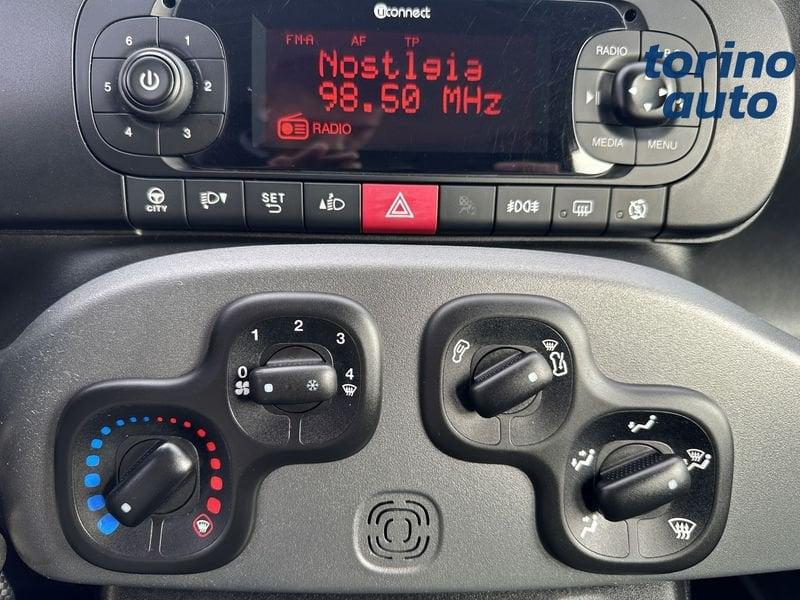 uconnect
FM-A AF TP
Nostlgia
98.50 MHz
RADIO
6 1
5 2
4 3
RADIO
MEDIA MENU
torino
auto
CITY
SET
1 2 3
0 4